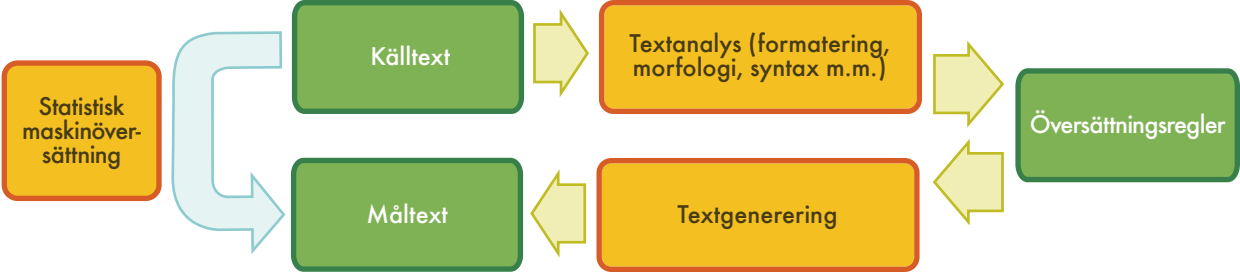 Källtext
Textanalys (formatering,
morfologi, syntax m.m.)
Statistisk
maskinöver-
sättning
Översättningsregler
Måltext
Textgenerering